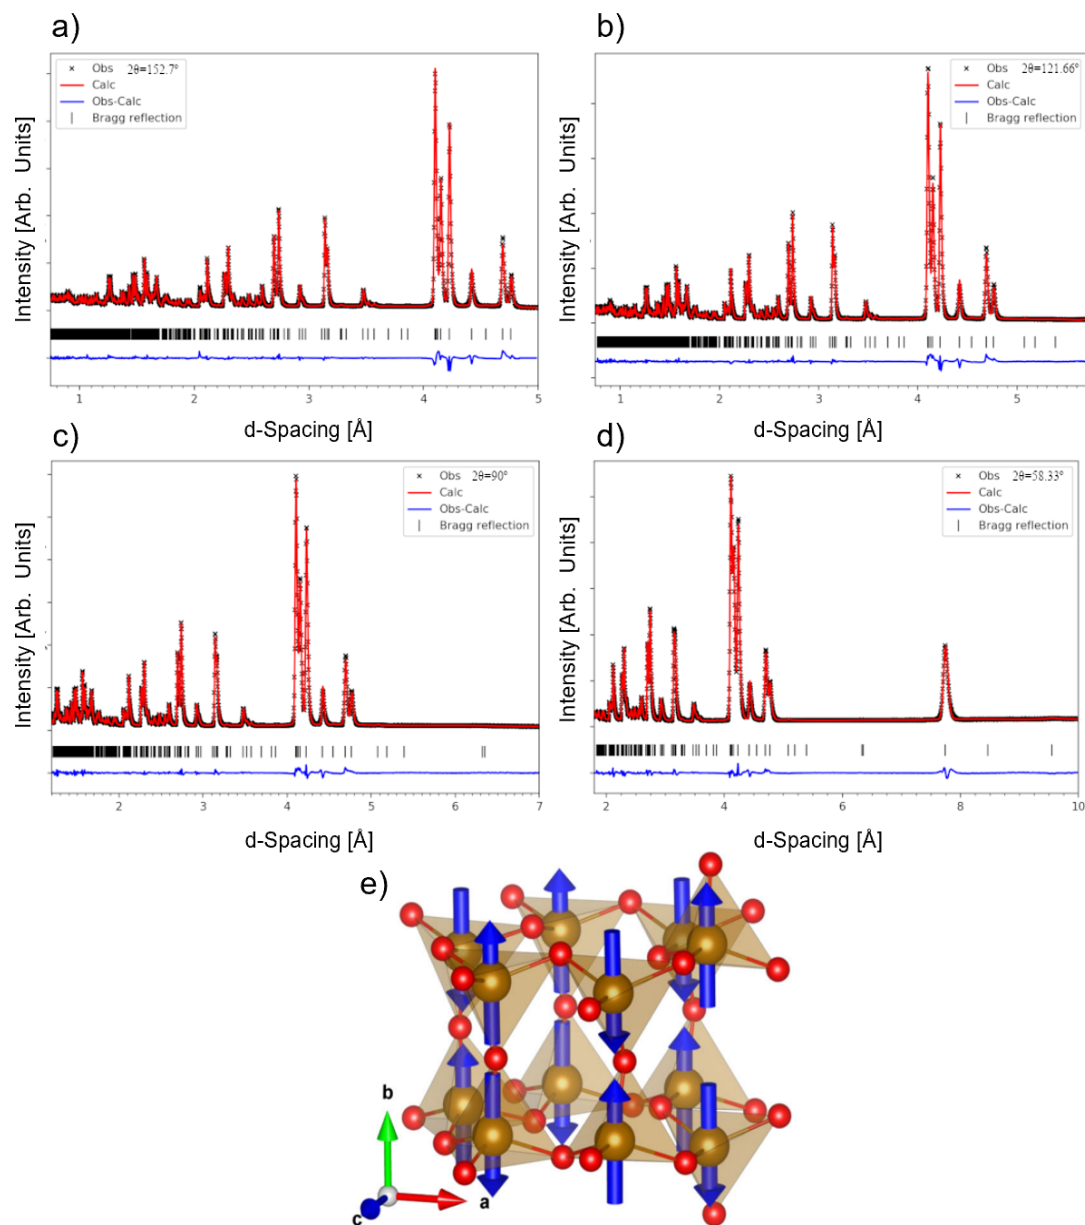 a)
Intensity [Arb. Units]
× Obs 2θ=152.7°
Calc
Obs-Calc
| Bragg reflection
1 2 3 4 5
d-Spacing [Å]
b)
Intensity [Arb. Units]
× Obs 2θ=121.66°
Calc
Obs-Calc
| Bragg reflection
1 2 3 4 5
d-Spacing [Å]
c)
Intensity [Arb. Units]
× Obs 2θ=90°
Calc
Obs-Calc
| Bragg reflection
2 3 4 5 6 7
d-Spacing [Å]
d)
Intensity [Arb. Units]
× Obs 2θ=58.33°
Calc
Obs-Calc
| Bragg reflection
2 4 6 8 10
d-Spacing [Å]
e)
b
a
c